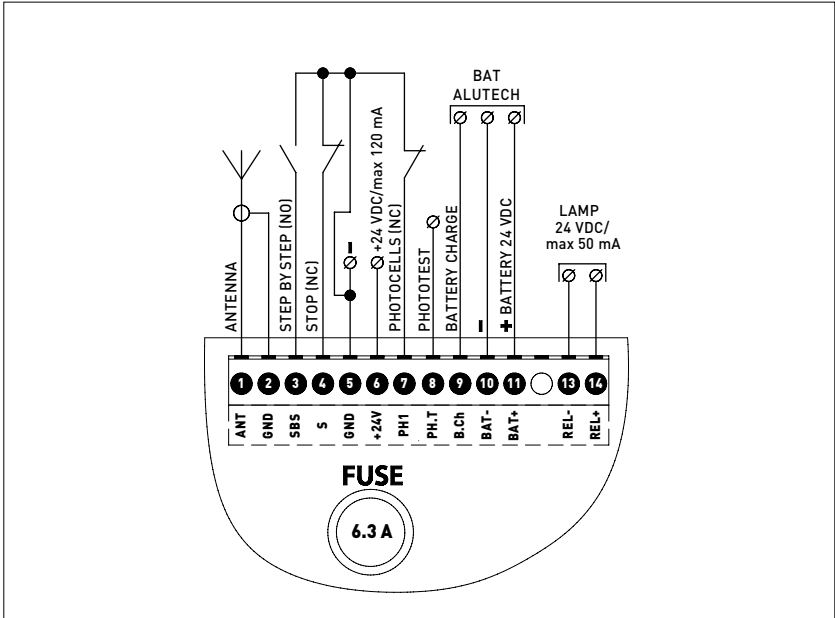 BAT
ALUTECH
LAMP
24 VDC/
max 50 mA
ANTENNA
STEP BY STEP (NO)
STOP (NC)
–
+24 VDC/max 120 mA
PHOTOCELLS (NC)
PHOTOTEST
BATTERY CHARGE
–
+ BATTERY 24 VDC
1 2 3 4 5 6 7 8 9 10 11 13 14
ANT GND SBS S GND +24V PH1 PH.T B.Ch BAT- BAT+ REL- REL+
FUSE
6.3 A